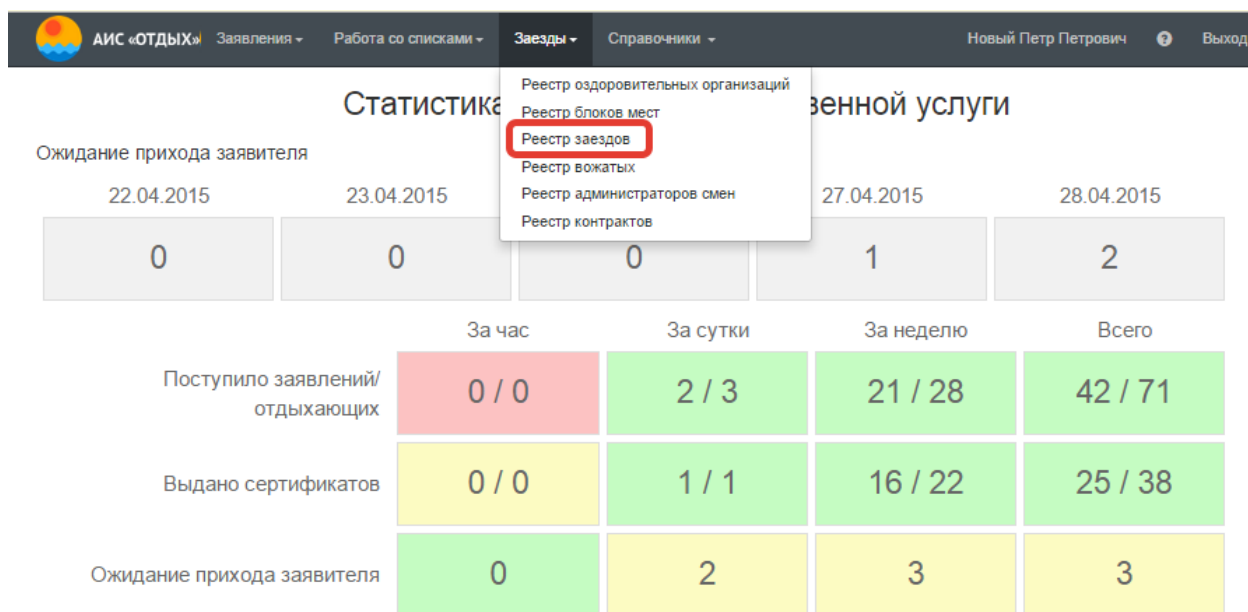 АИС «ОТДЫХ» Заявления Работа со списками Заезды Справочники Новый Петр Петрович ? Выход
Реестр оздоровительных организаций
Реестр блоков мест
Реестр заездов
Реестр вожатых
Реестр администраторов смен
Реестр контрактов
Статистика венной услуги
Ожидание прихода заявителя
22.04.2015 23.04.2015 27.04.2015 28.04.2015
0 0 0 1 2
За час За сутки За неделю Всего
Поступило заявлений/
отдыхающих
0 / 0 2 / 3 21 / 28 42 / 71
Выдано сертификатов 0 / 0 1 / 1 16 / 22 25 / 38
Ожидание прихода заявителя 0 2 3 3